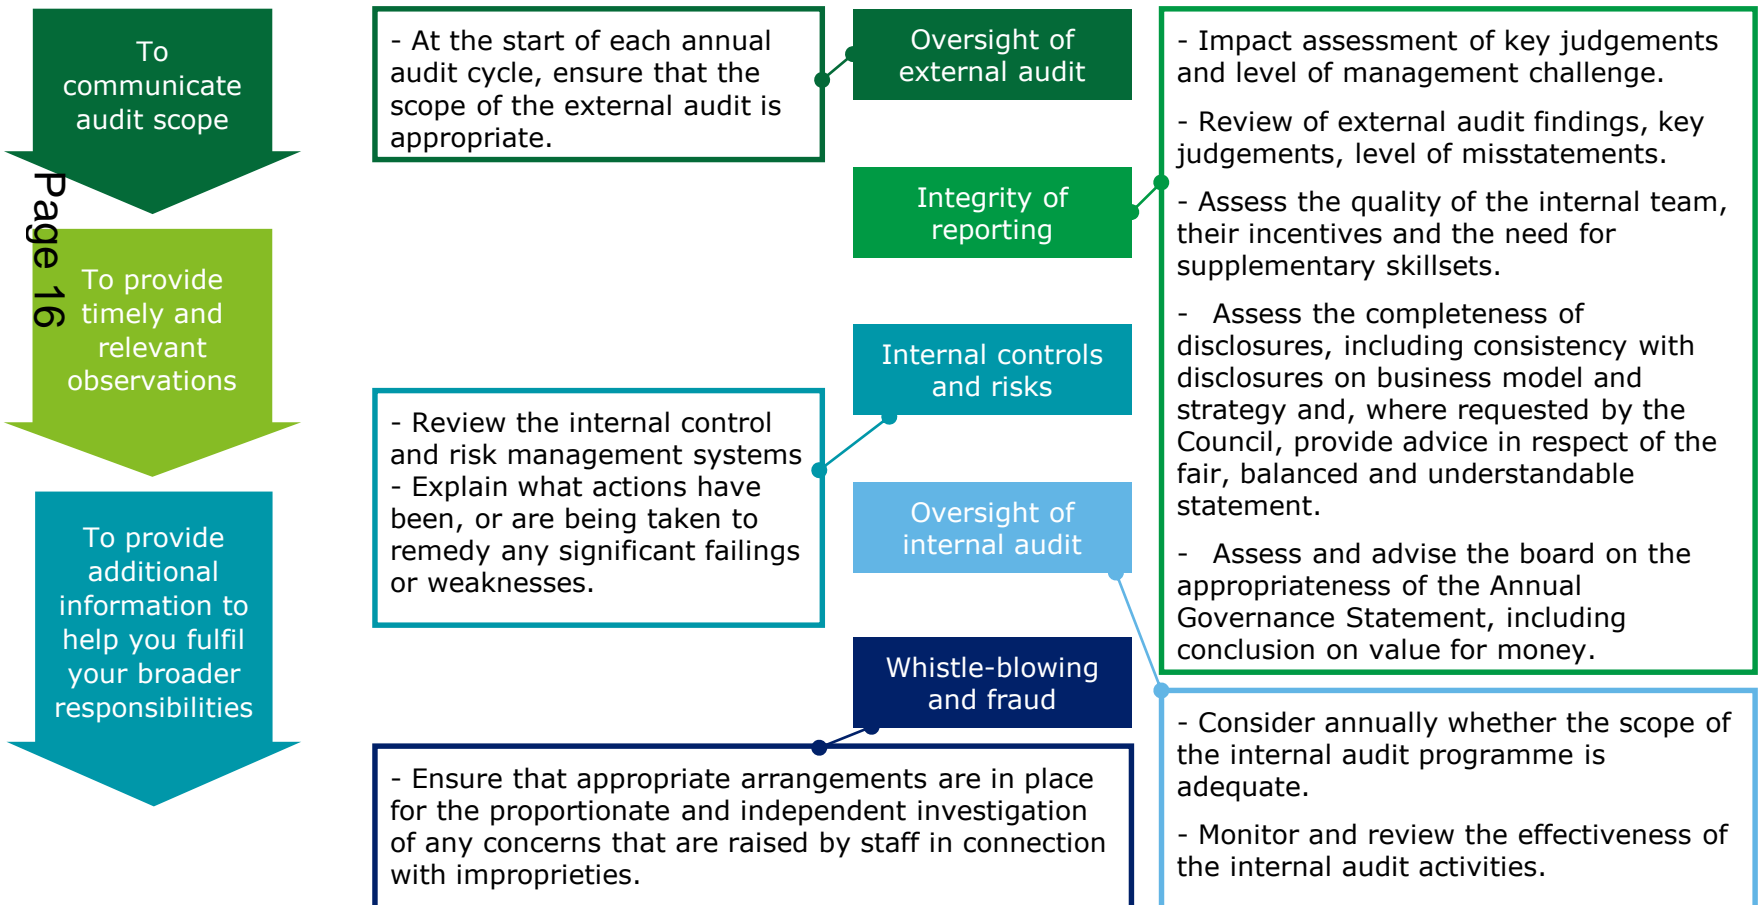 To
communicate
audit scope
Page 16
To provide
timely and
relevant
observations
To provide
additional
information to
help you fulfil
your broader
responsibilities
- At the start of each annual
audit cycle, ensure that the
scope of the external audit is
appropriate.
Oversight of
external audit
Integrity of
reporting
- Impact assessment of key judgements
and level of management challenge.
- Review of external audit findings, key
judgements, level of misstatements.
- Assess the quality of the internal team,
their incentives and the need for
supplementary skillsets.
- Assess the completeness of
disclosures, including consistency with
disclosures on business model and
strategy and, where requested by the
Council, provide advice in respect of the
fair, balanced and understandable
statement.
- Assess and advise the board on the
appropriateness of the Annual
Governance Statement, including
conclusion on value for money.
Internal controls
and risks
- Review the internal control
and risk management systems
- Explain what actions have
been, or are being taken to
remedy any significant failings
or weaknesses.
Oversight of
internal audit
- Consider annually whether the scope of
the internal audit programme is
adequate.
- Monitor and review the effectiveness of
the internal audit activities.
Whistle-blowing
and fraud
- Ensure that appropriate arrangements are in place
for the proportionate and independent investigation
of any concerns that are raised by staff in connection
with improprieties.